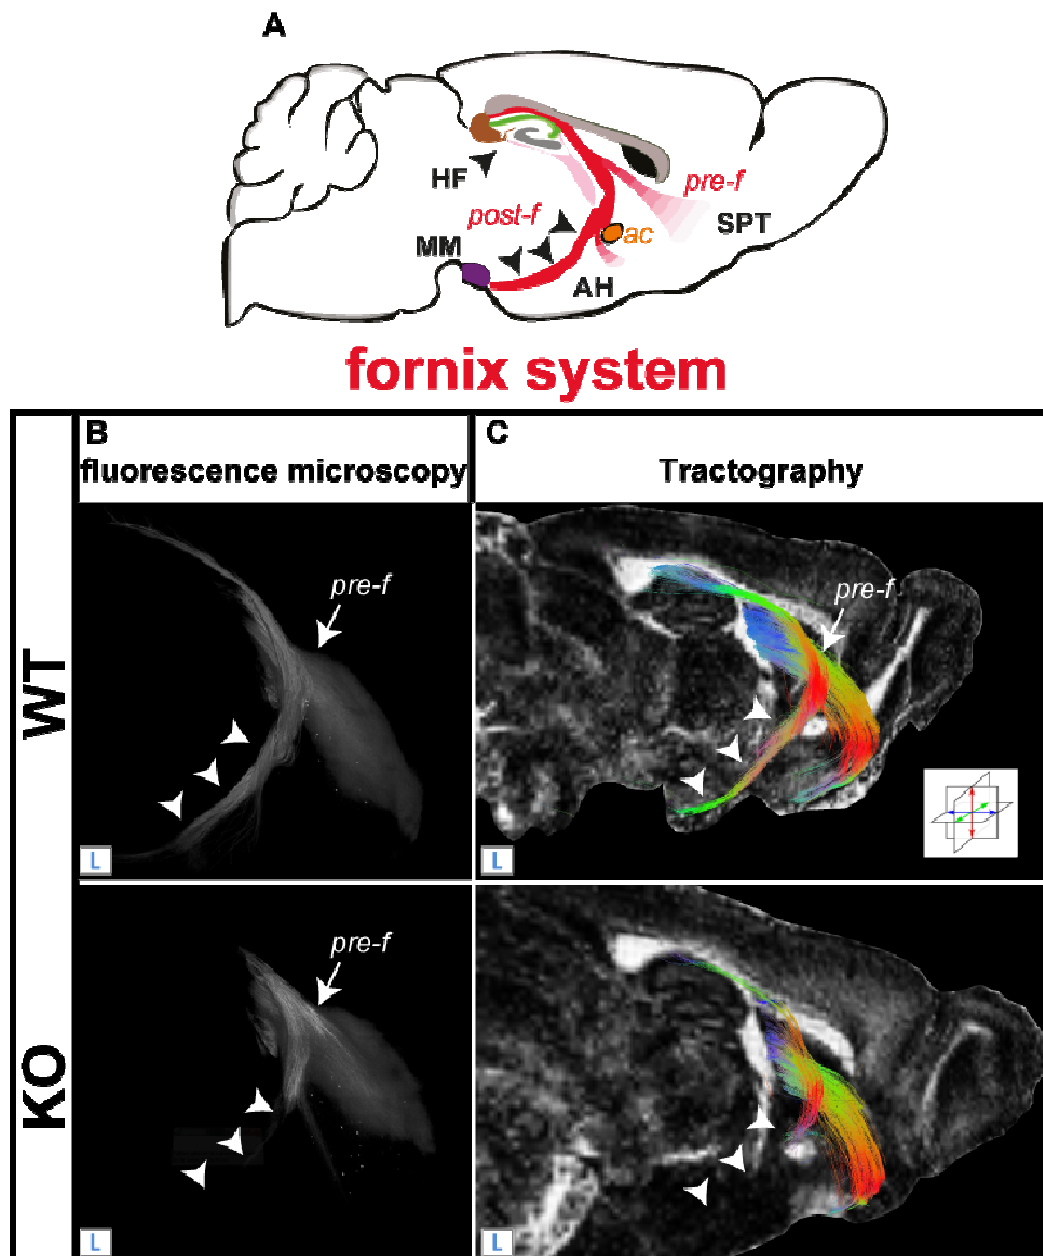 A
HF
pre-f
post-f
SPT
MM
ac
AH
fornix system
B
C
fluorescence microscopy
Tractography
WT
pre-f
pre-f
L
L
KO
pre-f
L